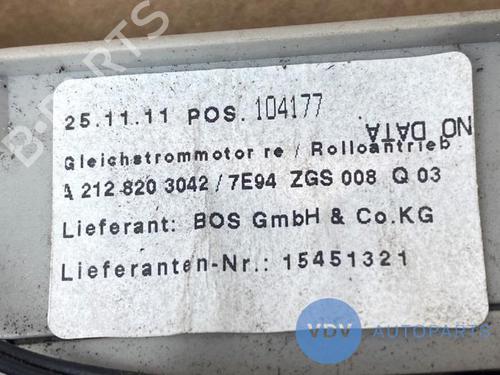 25.11.11 POS. 104177
NO DATA
Gleichstrommotor re / Rolloantrieb
A 212 820 3042 / 7E94 ZGS 008 Q 03
Lieferant: BOS GmbH & Co.KG
Lieferanten-Nr.: 15451321
B-PARTS
VDV AUTOPARTS